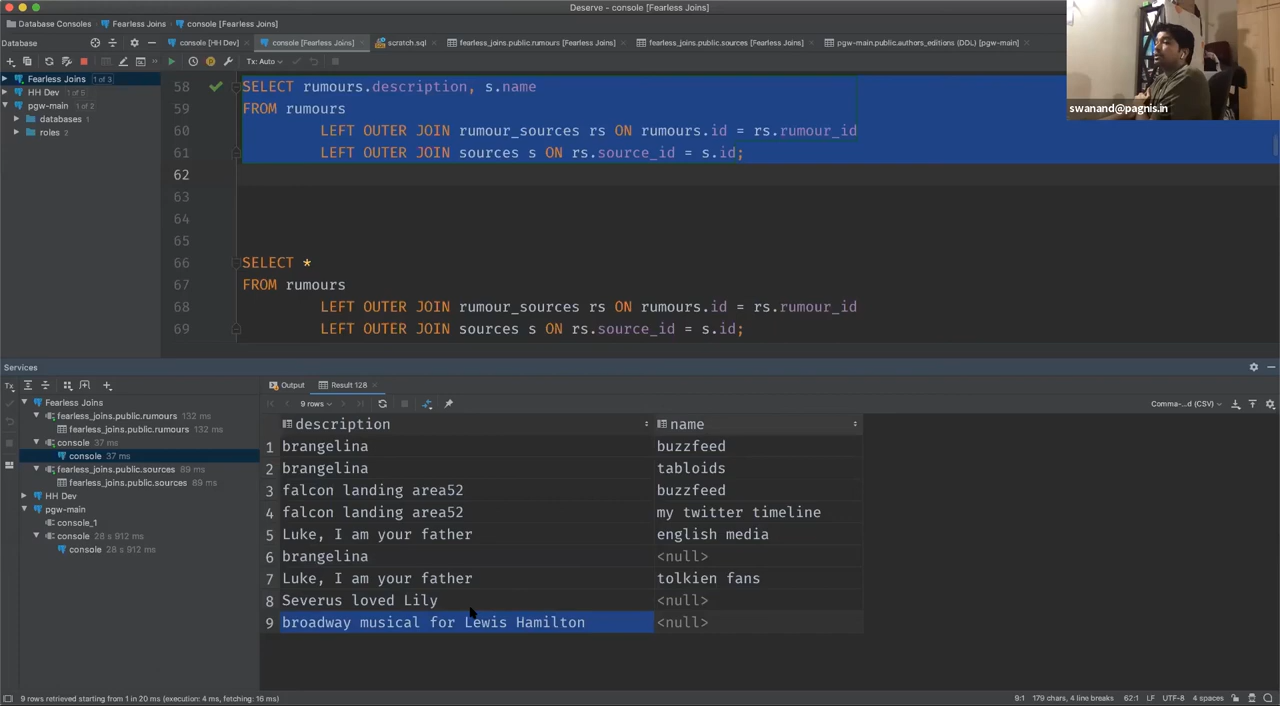 Deserve - console [Fearless Joins]
Database Consoles Fearless Joins console [Fearless Joins]
Database
console [HH Dev] console [Fearless Joins] scratch.sql fearless_joins.public.rumours [Fearless Joins] fearless_joins.public.sources [Fearless Joins] pgw-main.public.authors_editions (DDL) [pgw-main]
Tx: Auto
Fearless Joins 1 of 3
HH Dev 1 of 5
pgw-main 1 of 2
databases 2
roles 2
58 SELECT rumours.description, s.name
59 FROM rumours
60 LEFT OUTER JOIN rumour_sources rs ON rumours.id = rs.rumour_id
61 LEFT OUTER JOIN sources s ON rs.source_id = s.id;
62
63
64
65
66 SELECT *
67 FROM rumours
68 LEFT OUTER JOIN rumour_sources rs ON rumours.id = rs.rumour_id
69 LEFT OUTER JOIN sources s ON rs.source_id = s.id;
swanand@pagnis.in
Services
Tx
Fearless Joins
fearless_joins.public.rumours 132 ms
fearless_joins.public.rumours 132 ms
console 37 ms
console 37 ms
fearless_joins.public.sources 89 ms
fearless_joins.public.sources 89 ms
HH Dev
pgw-main
console_1
console 28 s 912 ms
console 28 s 912 ms
Output Result 128
9 rows Comma-...d (CSV)
description name
1 brangelina buzzfeed
2 brangelina tabloids
3 falcon landing area52 buzzfeed
4 falcon landing area52 my twitter timeline
5 Luke, I am your father english media
6 brangelina <null>
7 Luke, I am your father tolkien fans
8 Severus loved Lily <null>
9 broadway musical for Lewis Hamilton <null>
9 rows retrieved starting from 1 in 20 ms (execution: 4 ms, fetching: 16 ms) 9:1 179 chars, 4 line breaks 62:1 LF UTF-8 4 spaces